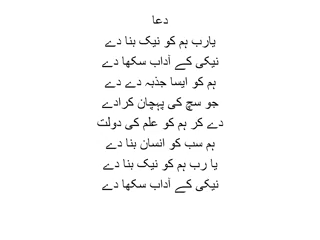 دعا
یارب ہم کو نیک بنا دے
نیکی کے آداب سکھا دے
ہم کو ایسا جذبہ دے دے
جو سچ کی پہچان کرادے
دے کر ہم کو علم کی دولت
ہم سب کو انسان بنا دے
یا رب ہم کو نیک بنا دے
نیکی کے آداب سکھا دے